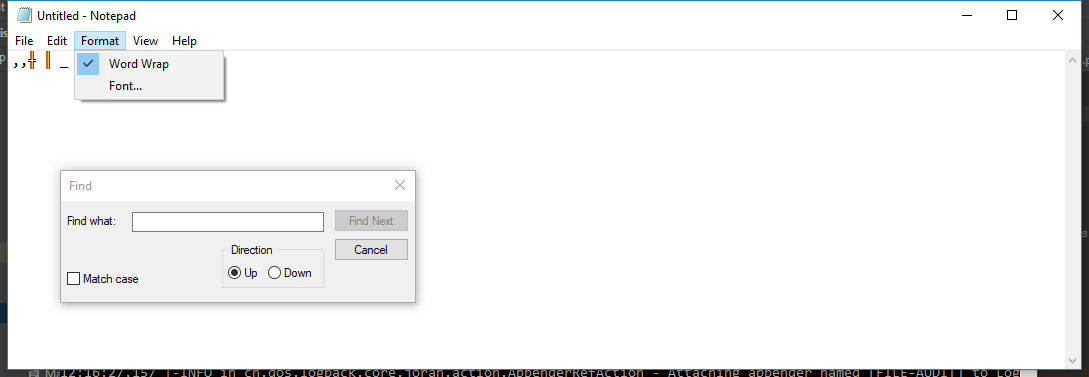 Untitled - Notepad
File Edit Format View Help
,,╬ ║ _
Word Wrap
Font...
Find
Find what:
Find Next
Cancel
Direction
Up Down
Match case
12:16:27,157 |-INFO in ch.qos.logback.core.joran.action.AppenderRefAction - Attaching appender named [FILE-AUDIT] to Log